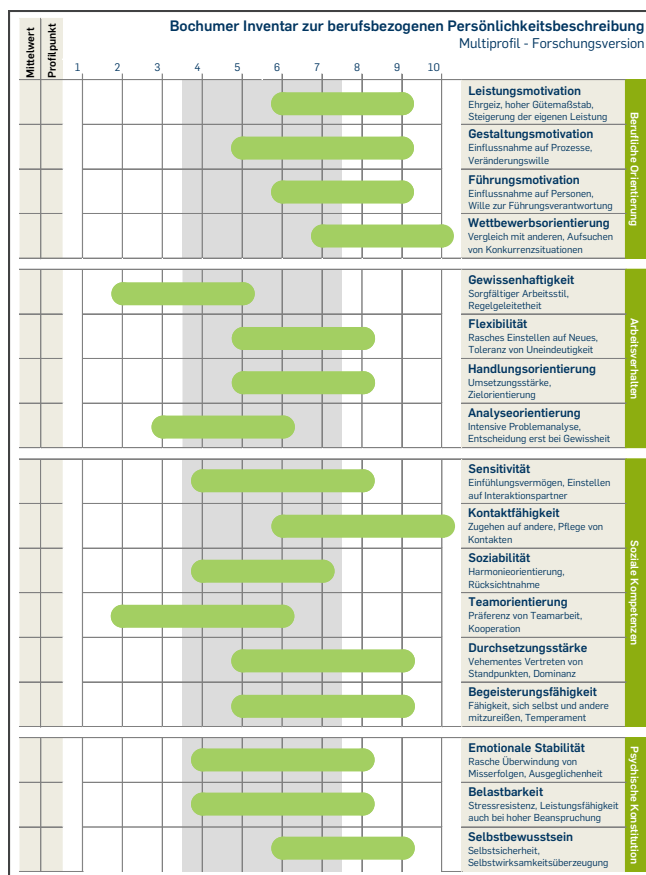 Bochumer Inventar zur berufsbezogenen Persönlichkeitsbeschreibung
Multiprofil - Forschungsversion
Mittelwert
Profilpunkt
1 2 3 4 5 6 7 8 9 10
Leistungsmotivation
Ehrgeiz, hoher Gütemaßstab,
Steigerung der eigenen Leistung
Gestaltungsmotivation
Einflussnahme auf Prozesse,
Veränderungswille
Führungsmotivation
Einflussnahme auf Personen,
Wille zur Führungsverantwortung
Wettbewerbsorientierung
Vergleich mit anderen, Aufsuchen
von Konkurrenzsituationen
Berufliche Orientierung
Gewissenhaftigkeit
Sorgfältiger Arbeitsstil,
Regelgeleitetheit
Flexibilität
Rasches Einstellen auf Neues,
Toleranz von Uneindeutigkeit
Handlungsorientierung
Umsetzungsstärke,
Zielorientierung
Analyseorientierung
Intensive Problemanalyse,
Entscheidung erst bei Gewissheit
Arbeitsverhalten
Sensitivität
Einfühlungsvermögen, Einstellen
auf Interaktionspartner
Kontaktfähigkeit
Zugehen auf andere, Pflege von
Kontakten
Soziabilität
Harmonieorientierung,
Rücksichtnahme
Teamorientierung
Präferenz von Teamarbeit,
Kooperation
Durchsetzungsstärke
Vehementes Vertreten von
Standpunkten, Dominanz
Begeisterungsfähigkeit
Fähigkeit, sich selbst und andere
mitzureißen, Temperament
Soziale Kompetenzen
Emotionale Stabilität
Rasche Überwindung von
Misserfolgen, Ausgeglichenheit
Belastbarkeit
Stressresistenz, Leistungsfähigkeit
auch bei hoher Beanspruchung
Selbstbewusstsein
Selbstsicherheit,
Selbstwirksamkeitsüberzeugung
Psychische Konstitution